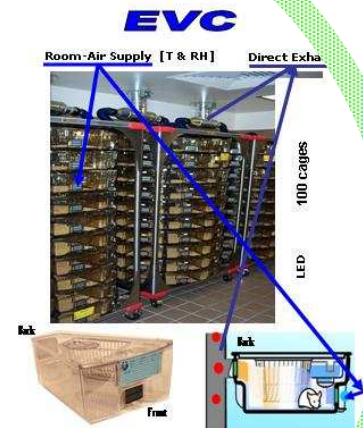 EVC
Room-Air Supply [T & RH]
Direct Exha
100 cages
LED
Back
Front
Back